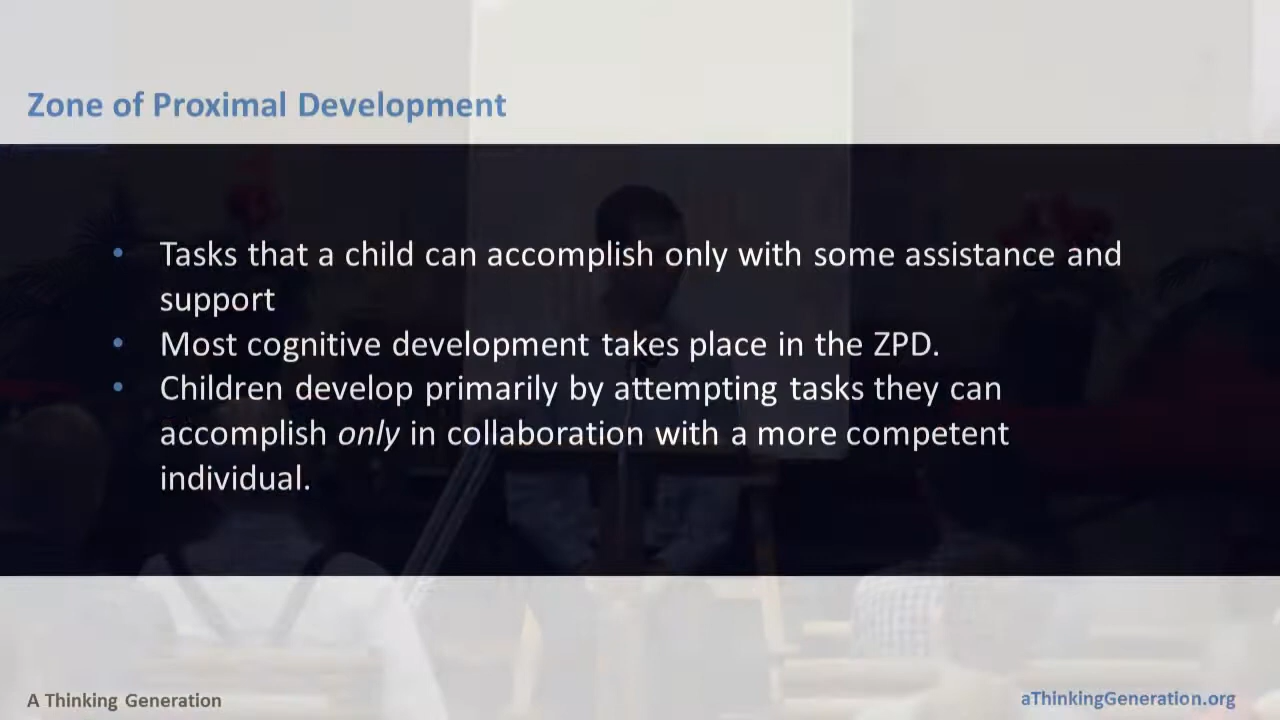 Zone of Proximal Development
• Tasks that a child can accomplish only with some assistance and
support
• Most cognitive development takes place in the ZPD.
• Children develop primarily by attempting tasks they can
accomplish only in collaboration with a more competent
individual.
A Thinking Generation
aThinkingGeneration.org